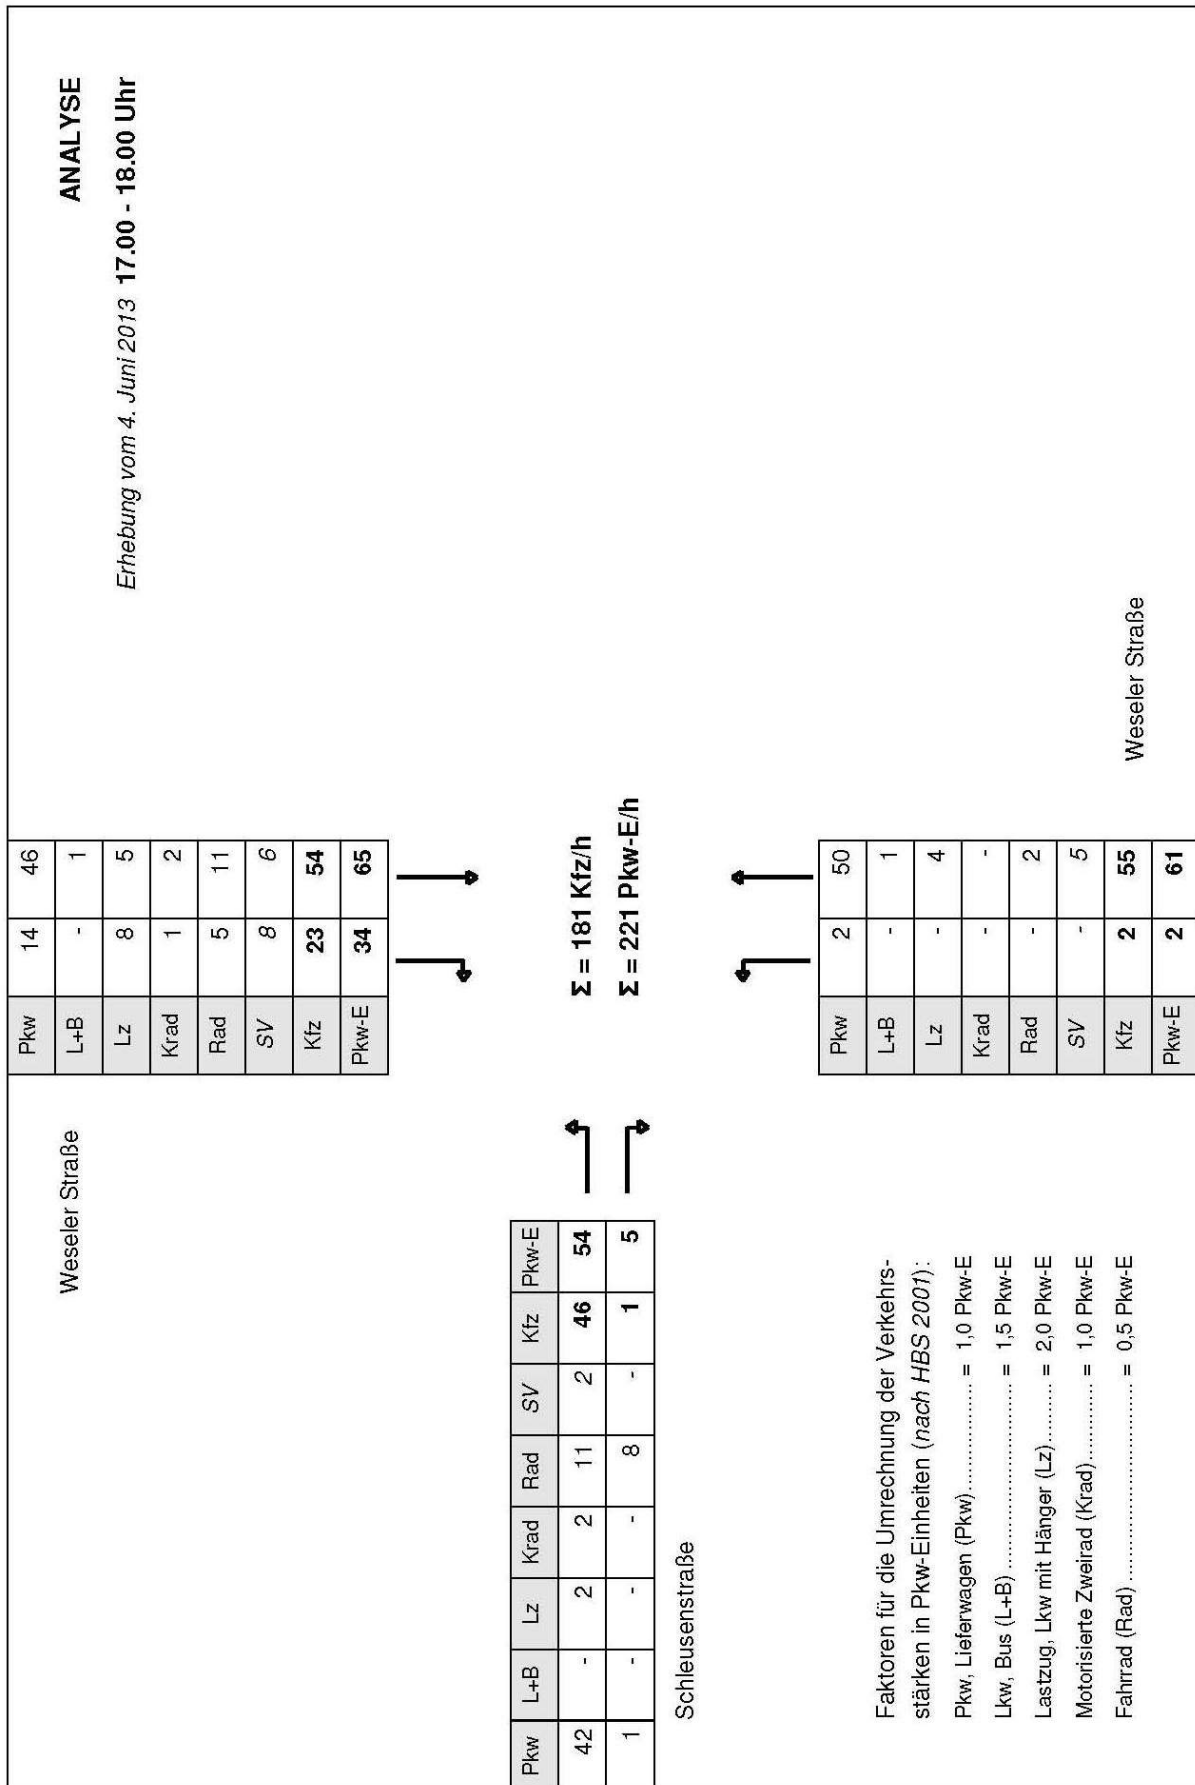 ANALYSE
Erhebung vom 4. Juni 2013 17.00 - 18.00 Uhr
Weseler Straße
Pkw 14 46
L+B - 1
Lz 8 5
Krad 1 2
Rad 5 11
SV 8 6
Kfz 23 54
Pkw-E 34 65
Pkw L+B Lz Krad Rad SV Kfz Pkw-E
42 - 2 2 11 2 46 54
1 - - - 8 - 1 5
Schleusenstraße
Σ = 181 Kfz/h
Σ = 221 Pkw-E/h
Pkw 2 50
L+B - 1
Lz - 4
Krad - -
Rad - 2
SV - 5
Kfz 2 55
Pkw-E 2 61
Weseler Straße
Faktoren für die Umrechnung der Verkehrs-
stärken in Pkw-Einheiten (nach HBS 2001):
Pkw, Lieferwagen (Pkw).................... = 1,0 Pkw-E
Lkw, Bus (L+B) .................................. = 1,5 Pkw-E
Lastzug, Lkw mit Hänger (Lz).......... = 2,0 Pkw-E
Motorisierte Zweirad (Krad)............. = 1,0 Pkw-E
Fahrrad (Rad) .................................... = 0,5 Pkw-E